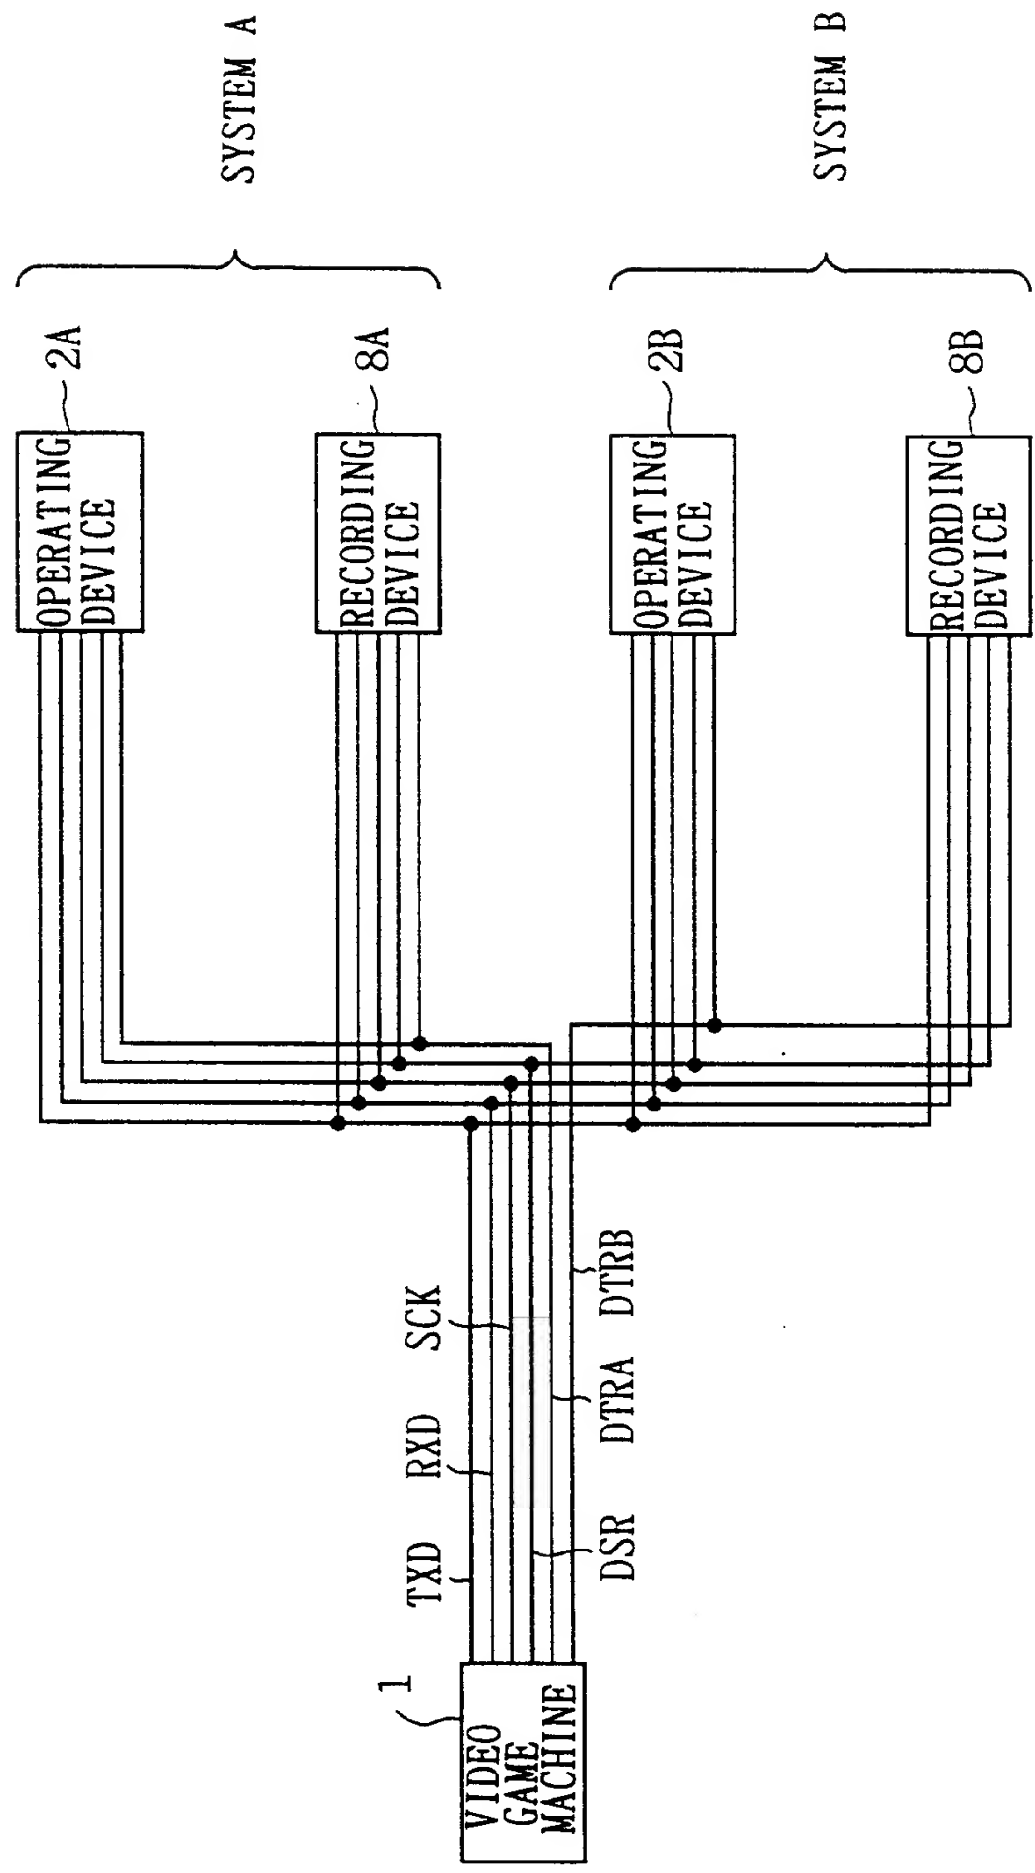 VIDEO
GAME
MACHINE
1
TXD
RXD
SCK
DSR
DTRA
DTRB
OPERATING
DEVICE
2A
RECORDING
DEVICE
8A
SYSTEM A
OPERATING
DEVICE
2B
RECORDING
DEVICE
8B
SYSTEM B